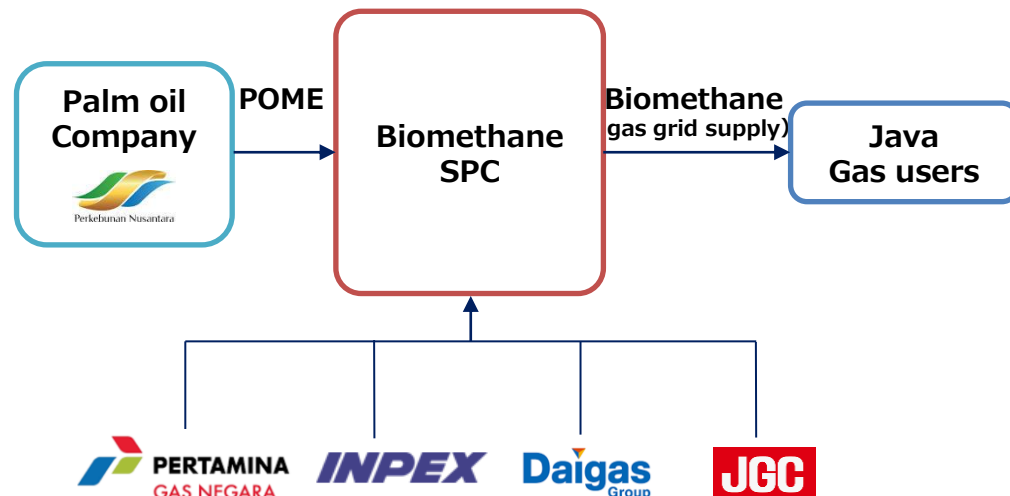 Palm oil
Company
Perkebunan Nusantara
POME
Biomethane
SPC
Biomethane
gas grid supply)
Java
Gas users
PERTAMINA
GAS NEGARA
INPEX
Daigas
Group
JGC